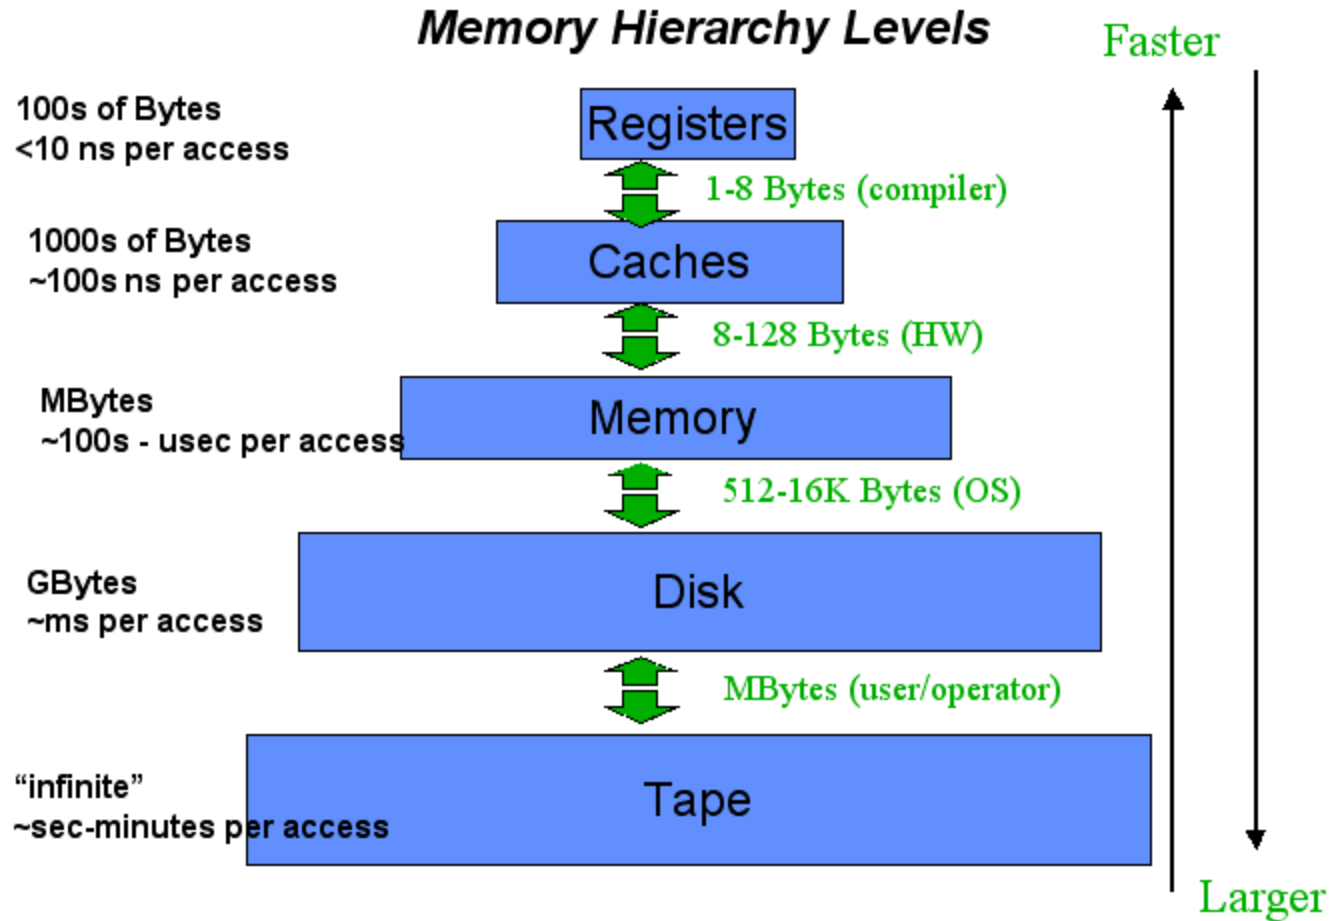 Memory Hierarchy Levels
Faster
100s of Bytes
<10 ns per access
Registers
1-8 Bytes (compiler)
1000s of Bytes
~100s ns per access
Caches
8-128 Bytes (HW)
MBytes
~100s - usec per access
Memory
512-16K Bytes (OS)
GBytes
~ms per access
Disk
MBytes (user/operator)
“infinite”
~sec-minutes per access
Tape
Larger